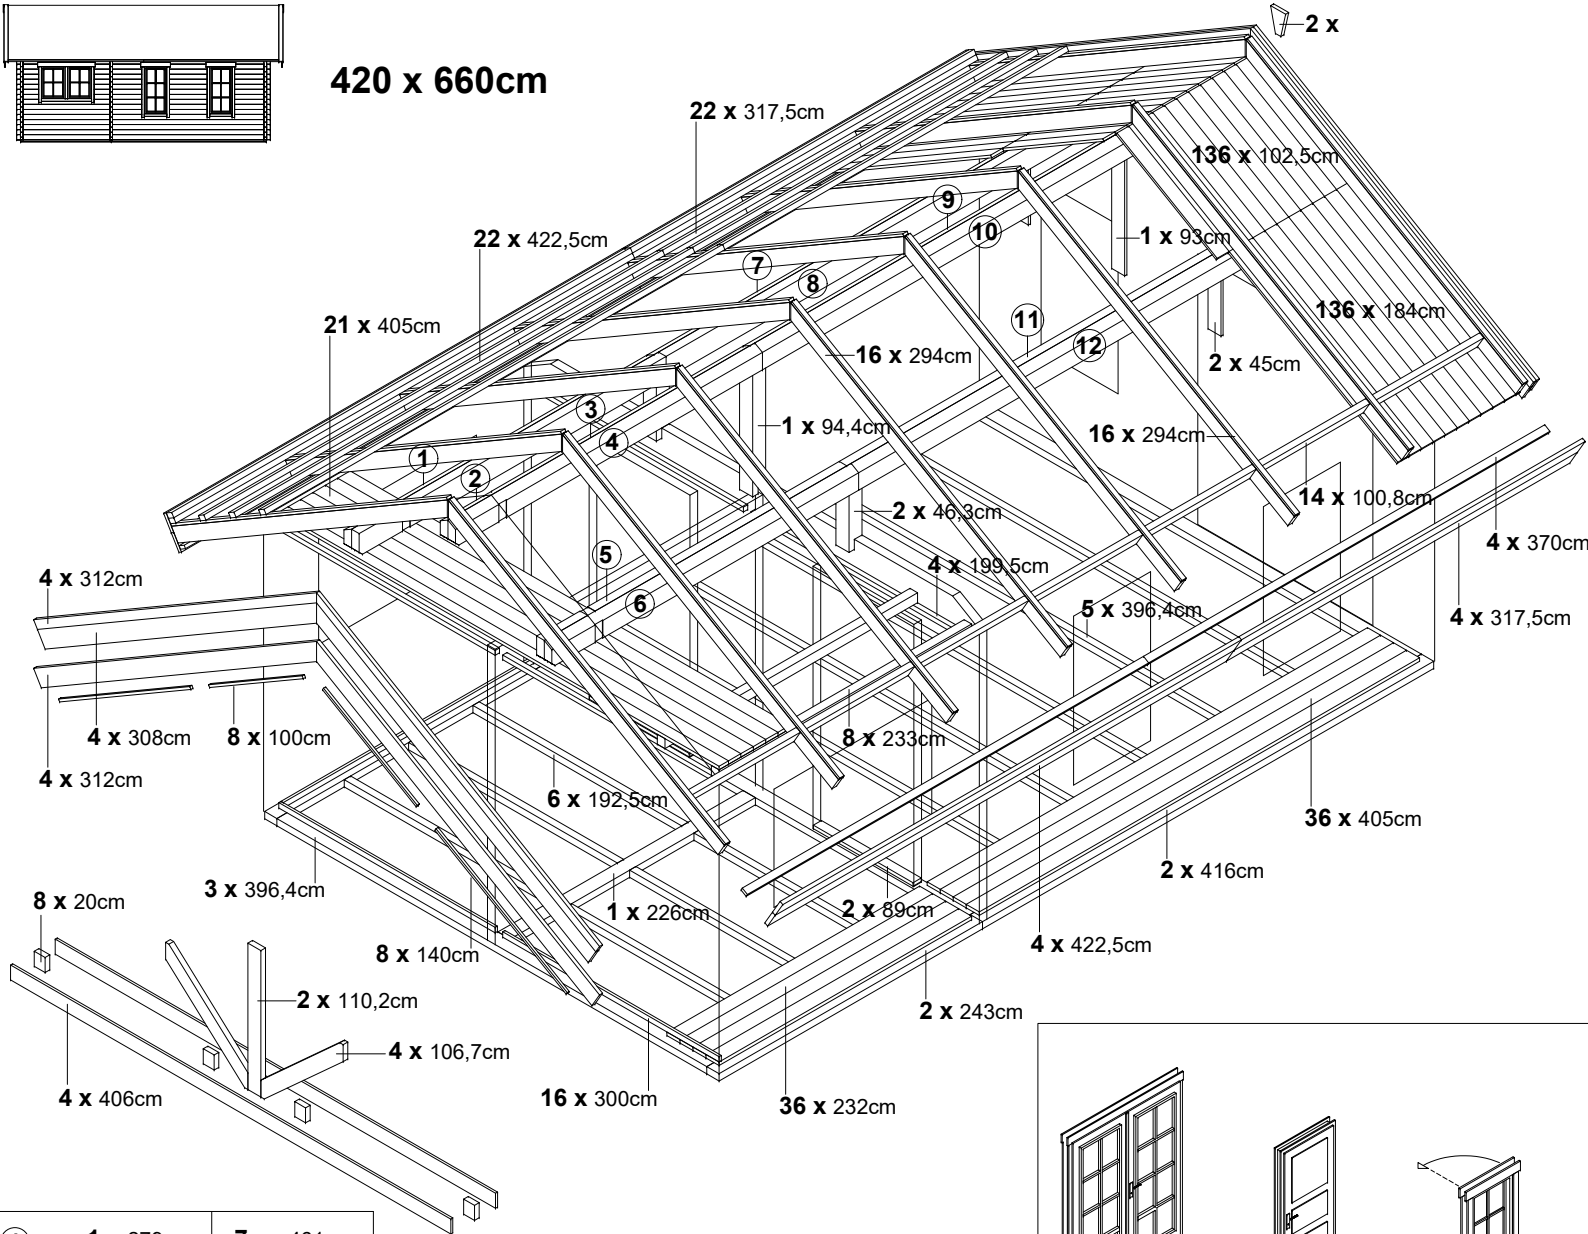 2 x
420 x 660cm
22 x 317,5cm
136 x 102,5cm
9
10
1 x 93cm
22 x 422,5cm
7
8
21 x 405cm
11
12
136 x 184cm
16 x 294cm
2 x 45cm
3
4
1 x 94,4cm
16 x 294cm
1
2
14 x 100,8cm
2 x 46,3cm
4 x 370cm
5
6
4 x 199,5cm
4 x 312cm
5 x 396,4cm
4 x 317,5cm
4 x 308cm
8 x 100cm
8 x 233cm
4 x 312cm
6 x 192,5cm
36 x 405cm
2 x 416cm
3 x 396,4cm
8 x 20cm
1 x 226cm
2 x 89cm
8 x 140cm
4 x 422,5cm
2 x 110,2cm
2 x 243cm
4 x 106,7cm
4 x 406cm
16 x 300cm
36 x 232cm